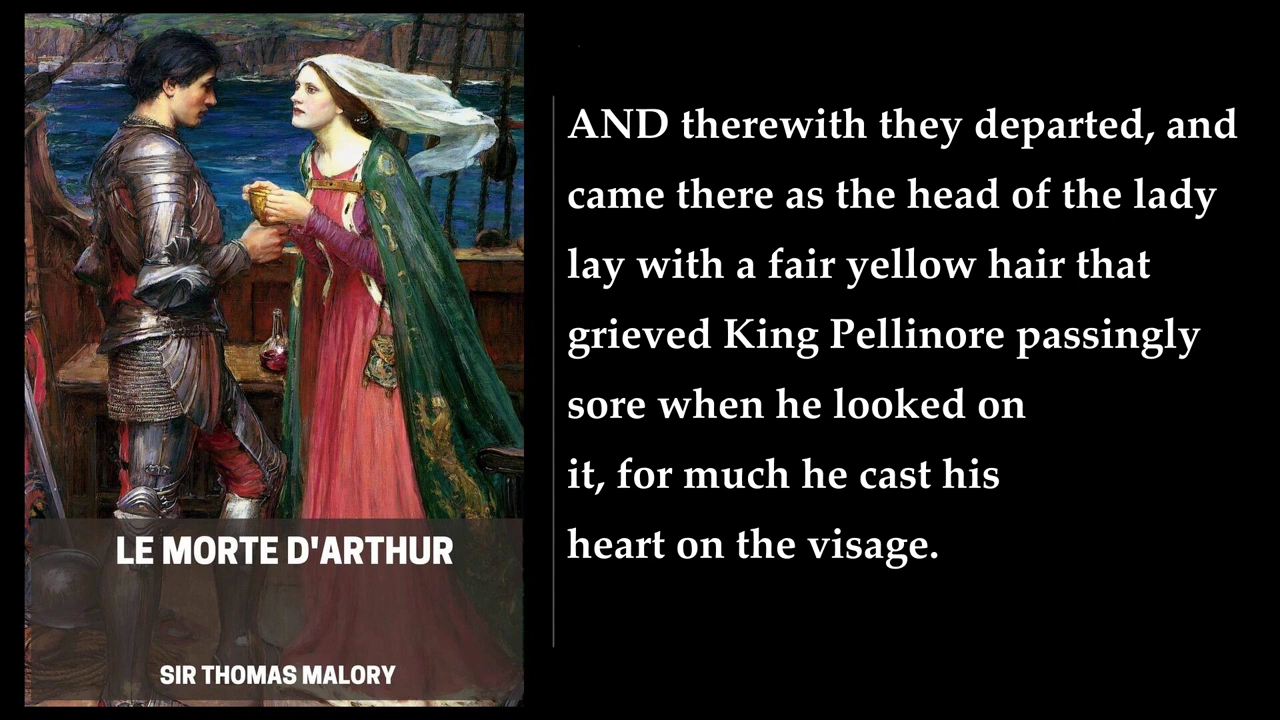 LE MORTE D'ARTHUR
SIR THOMAS MALORY
AND therewith they departed, and
came there as the head of the lady
lay with a fair yellow hair that
grieved King Pellinore passingly
sore when he looked on
it, for much he cast his
heart on the visage.